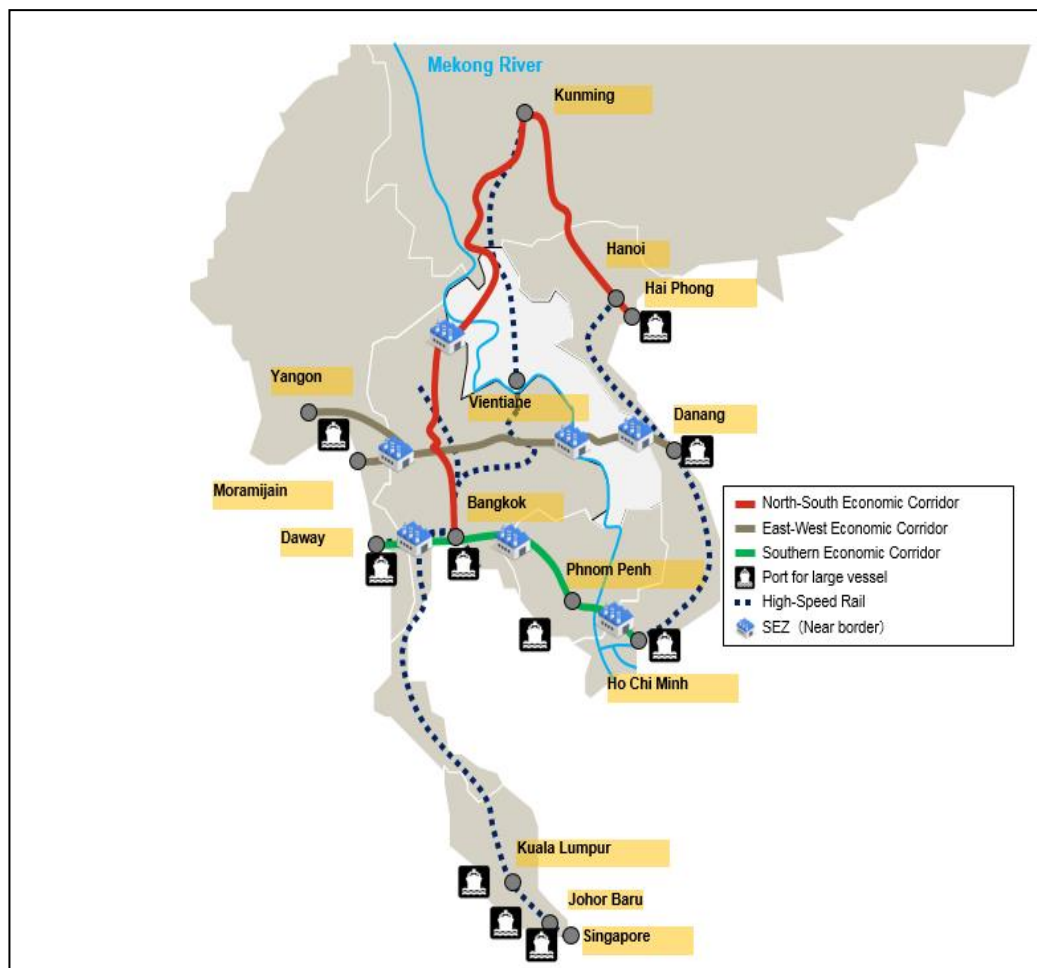 Mekong River
Kunming
Hanoi
Hai Phong
Yangon
Vientiane
Danang
Moramijain
Bangkok
Daway
Phnom Penh
Ho Chi Minh
North-South Economic Corridor
East-West Economic Corridor
Southern Economic Corridor
Port for large vessel
High-Speed Rail
SEZ（Near border）
Kuala Lumpur
Johor Baru
Singapore